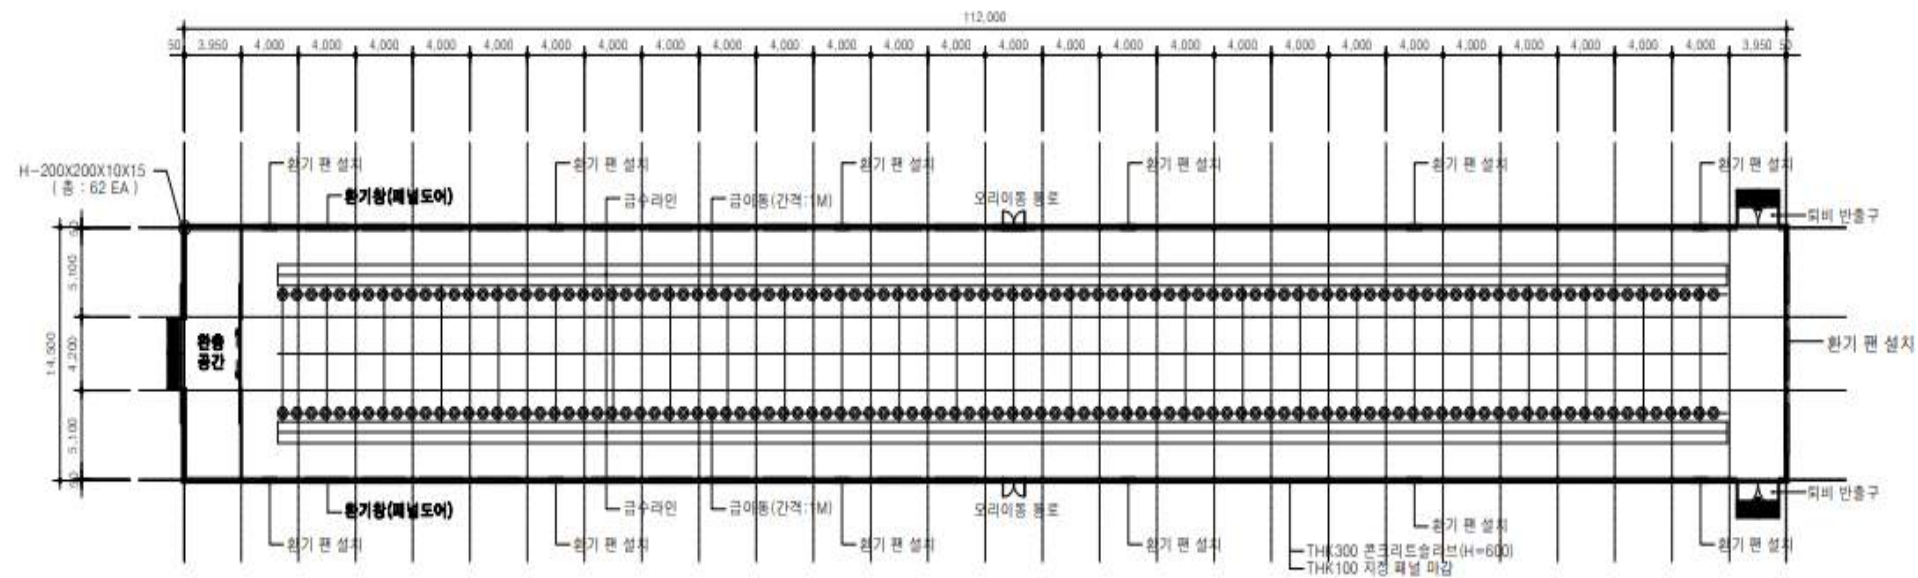 112,000
50 3,950 4,000 4,000 4,000 4,000 4,000 4,000 4,000 4,000 4,000 4,000 4,000 4,000 4,000 4,000 4,000 4,000 4,000 4,000 4,000 4,000 4,000 4,000 4,000 4,000 4,000 4,000 3,950 50
H-200X200X10X15
( 총 : 62 EA )
환기 팬 설치
환기 팬 설치
환기 팬 설치
환기 팬 설치
환기 팬 설치
환기 팬 설치
환기창(패널도어)
급수라인
급이통(간격:1M)
오리이동 통로
퇴비 반출구
50
5,100
14,500
4,200
5,100
50
완충
공간
환기 팬 설치
환기창(패널도어)
급수라인
급이통(간격:1M)
오리이동 통로
퇴비 반출구
환기 팬 설치
환기 팬 설치
환기 팬 설치
환기 팬 설치
환기 팬 설치
환기 팬 설치
THK300 콘크리트슬라브(H=600)
THK100 지정 패널 마감